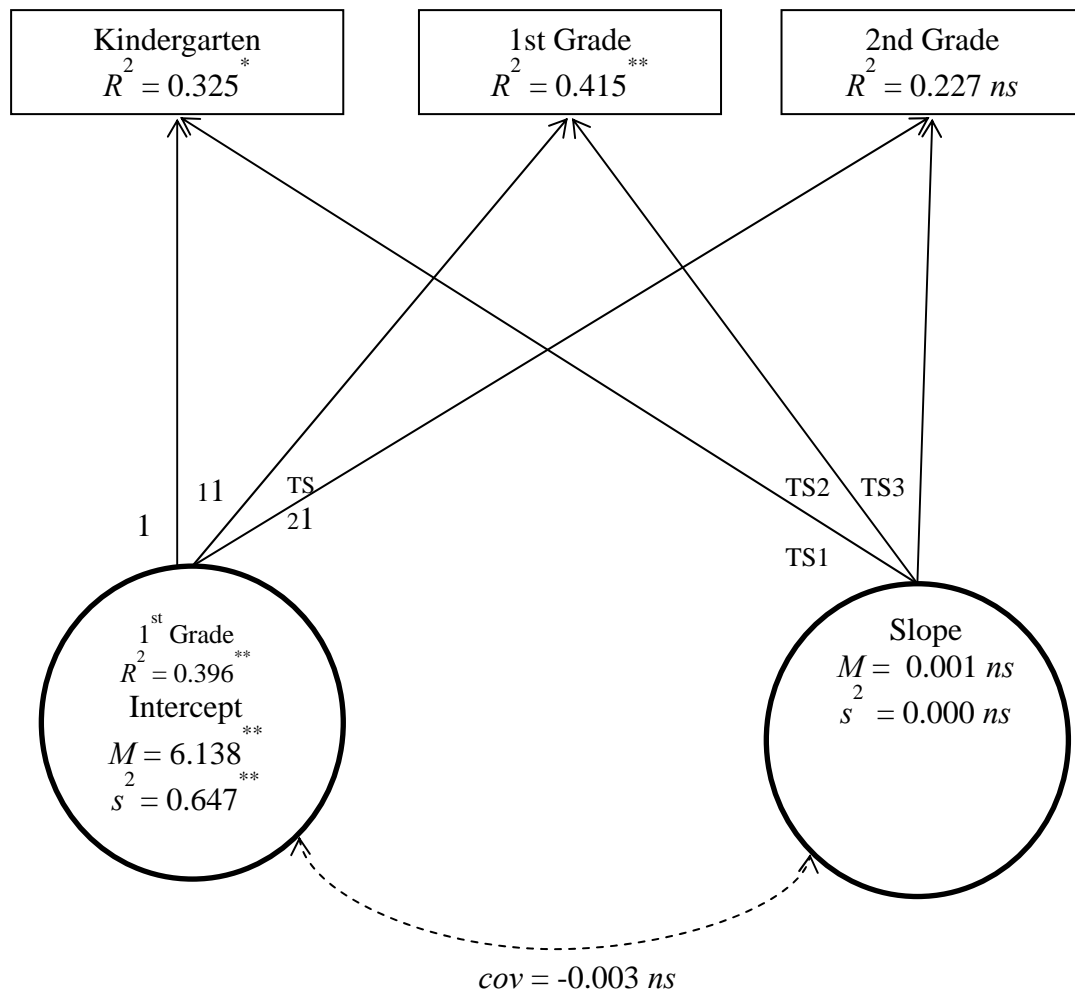 Kindergarten
R² = 0.325*
1st Grade
R² = 0.415**
2nd Grade
R² = 0.227 ns
1
11
TS
21
TS2
TS3
TS1
1st Grade
R² = 0.396**
Intercept
M = 6.138**
s² = 0.647**
Slope
M = 0.001 ns
s² = 0.000 ns
cov = -0.003 ns